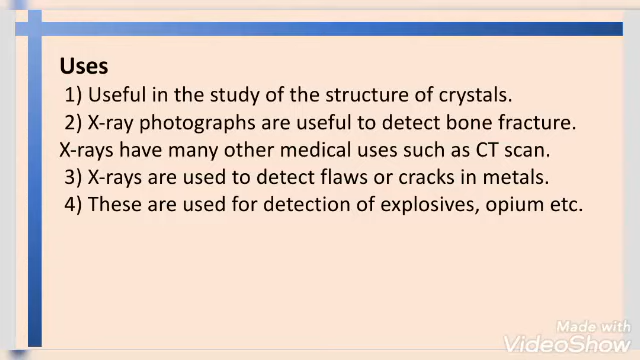 Uses
1) Useful in the study of the structure of crystals.
2) X-ray photographs are useful to detect bone fracture.
X-rays have many other medical uses such as CT scan.
3) X-rays are used to detect flaws or cracks in metals.
4) These are used for detection of explosives, opium etc.
Made with
VideoShow